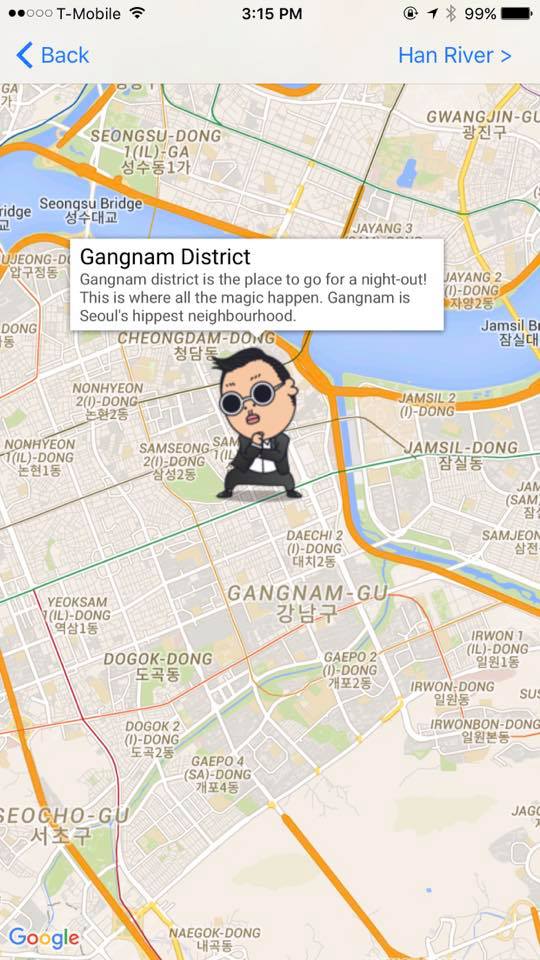 T-Mobile 3:15 PM 99%
Back Han River >
GWANGJIN-GU
광진구
SEONGSU-DONG
1(IL)-GA
성수동1가
Seongsu Bridge
성수대교
JAYANG 3
Gangnam District
Gangnam district is the place to go for a night-out!
This is where all the magic happen. Gangnam is
Seoul's hippest neighbourhood.
UJEONG-DO
압구정동
JAYANG 2
자양2동
Jamsil Br
잠실대
CHEONGDAM-DONG
청담동
NONHYEON
2(I)-DONG
논현2동
JAMSIL 2
(I)-DONG
NONHYEON
1(IL)-DONG
논현1동
SAMSEONG
2(I)-DONG
삼성2동
SAM
1(IL)
JAMSIL-DONG
잠실동
JAM
(SAM)
잠실
DAECHI 2
(I)-DONG
대치2동
SAMJEON
(I)-DONG
삼전
GANGNAM-GU
강남구
YEOKSAM
1(IL)-DONG
역삼1동
DOGOK-DONG
도곡동
GAEPO 2
(I)-DONG
개포2동
IRWON 1
(IL)-DONG
일원1동
IRWON-DONG
일원동
SUS
DOGOK 2
(I)-DONG
도곡2동
IRWONBON-DONG
일원본동
GAEPO 4
(SA)-DONG
개포4동
SEOCHO-GU
서초구
JAGO
NAEGOK-DONG
내곡동
Google